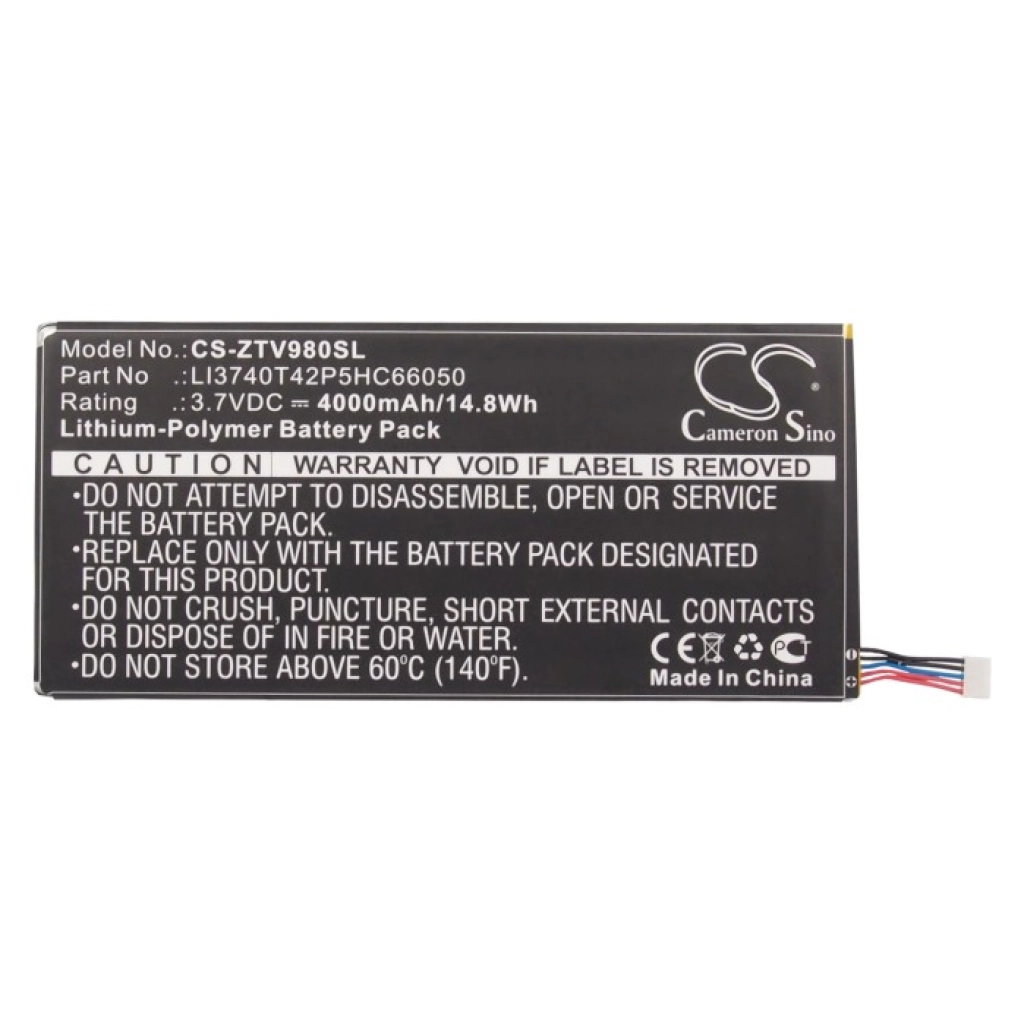 Model No.: CS-ZTV980SL
Part No .: LI3740T42P5HC66050
Rating .: 3.7VDC ⎓ 4000mAh/14.8Wh
Lithium-Polymer Battery Pack
CS ®
Cameron Sino
CAUTION WARRANTY VOID IF LABEL IS REMOVED
•DO NOT ATTEMPT TO DISASSEMBLE, OPEN OR SERVICE
THE BATTERY PACK.
•REPLACE ONLY WITH THE BATTERY PACK DESIGNATED
FOR THIS PRODUCT.
•DO NOT CRUSH, PUNCTURE, SHORT EXTERNAL CONTACTS
OR DISPOSE OF IN FIRE OR WATER.
•DO NOT STORE ABOVE 60°C (140°F).
CE PCT
Made In China